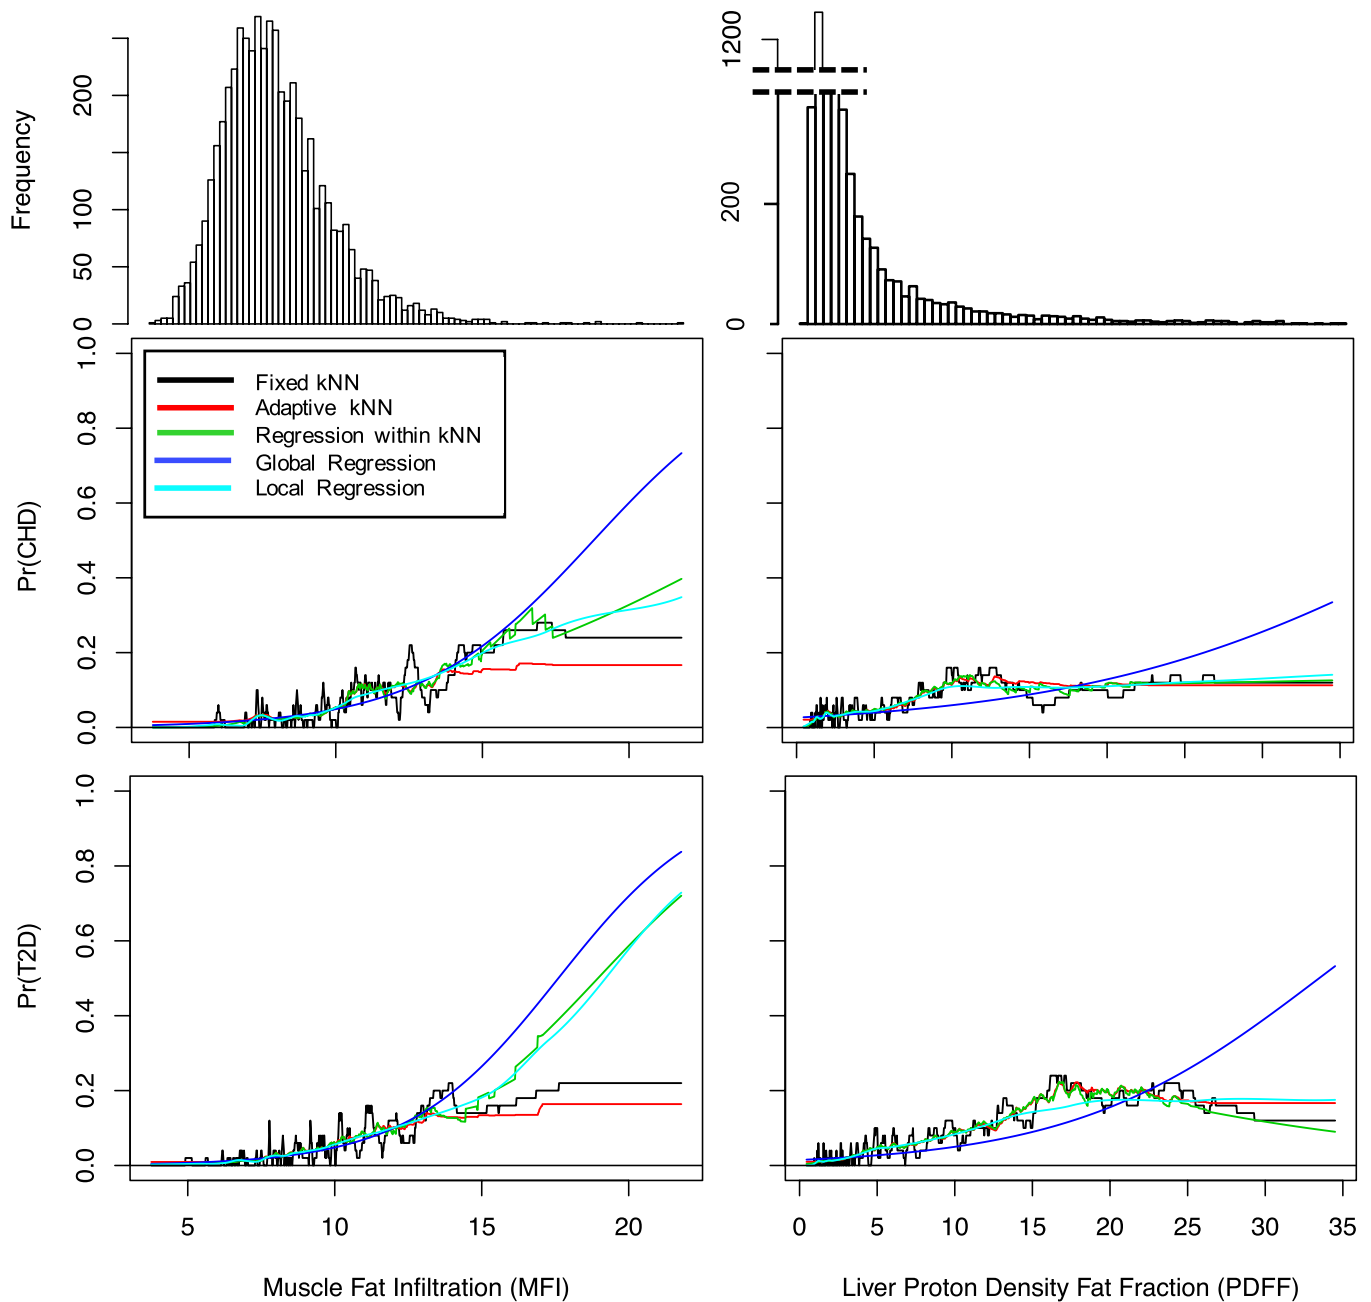 Frequency
0
50
100
200
0
200
1200
Pr(CHD)
0.0
0.2
0.4
0.6
0.8
1.0
Fixed kNN
Adaptive kNN
Regression within kNN
Global Regression
Local Regression
Pr(T2D)
0.0
0.2
0.4
0.6
0.8
1.0
5 10 15 20
0 5 10 15 20 25 30 35
Muscle Fat Infiltration (MFI)
Liver Proton Density Fat Fraction (PDFF)